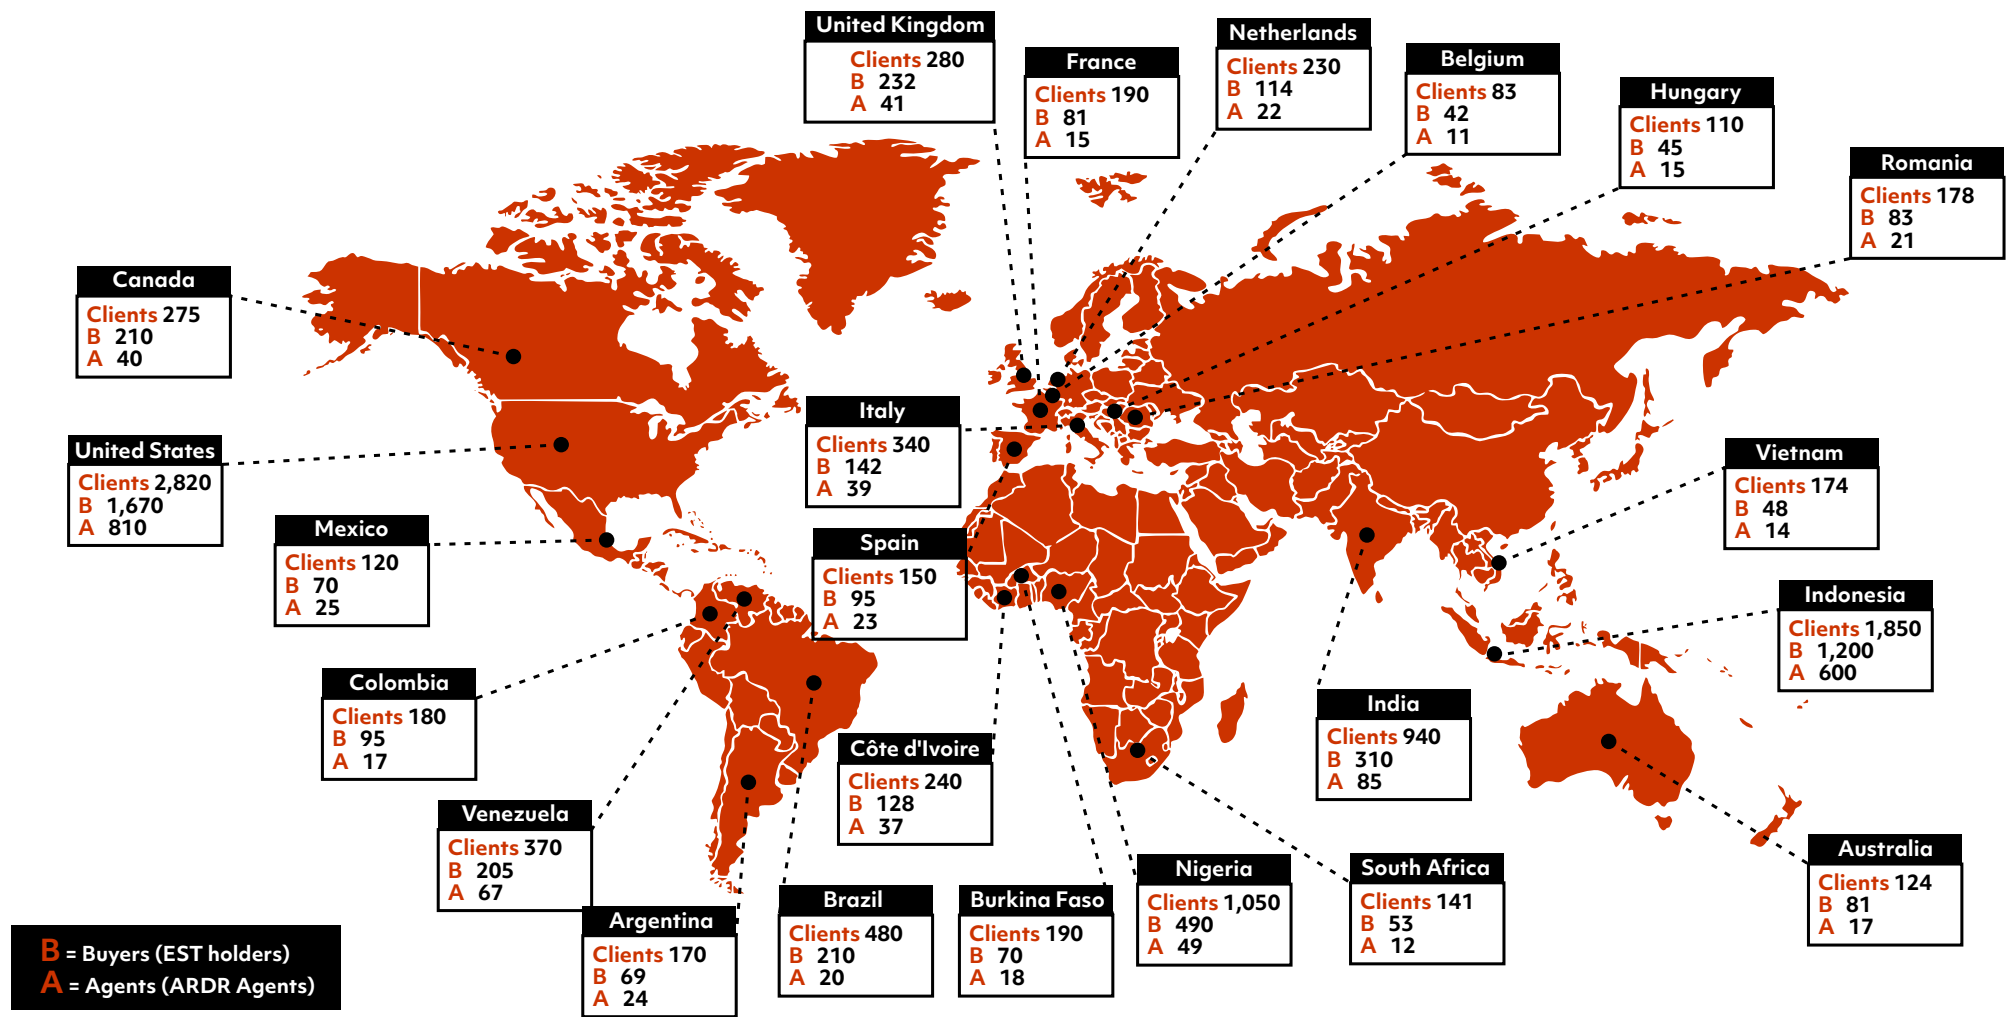 United Kingdom
Clients 280
B 232
A 41
France
Clients 190
B 81
A 15
Netherlands
Clients 230
B 114
A 22
Belgium
Clients 83
B 42
A 11
Hungary
Clients 110
B 45
A 15
Romania
Clients 178
B 83
A 21
Canada
Clients 275
B 210
A 40
United States
Clients 2,820
B 1,670
A 810
Mexico
Clients 120
B 70
A 25
Italy
Clients 340
B 142
A 39
Spain
Clients 150
B 95
A 23
Vietnam
Clients 174
B 48
A 14
Indonesia
Clients 1,850
B 1,200
A 600
Colombia
Clients 180
B 95
A 17
Côte d'Ivoire
Clients 240
B 128
A 37
India
Clients 940
B 310
A 85
Venezuela
Clients 370
B 205
A 67
Argentina
Clients 170
B 69
A 24
Brazil
Clients 480
B 210
A 20
Burkina Faso
Clients 190
B 70
A 18
Nigeria
Clients 1,050
B 490
A 49
South Africa
Clients 141
B 53
A 12
Australia
Clients 124
B 81
A 17
B = Buyers (EST holders)
A = Agents (ARDR Agents)